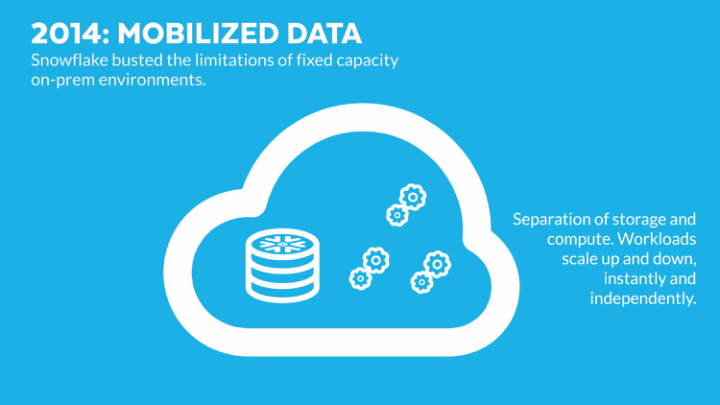 2014: MOBILIZED DATA
Snowflake busted the limitations of fixed capacity
on-prem environments.
Separation of storage and
compute. Workloads
scale up and down,
instantly and
independently.